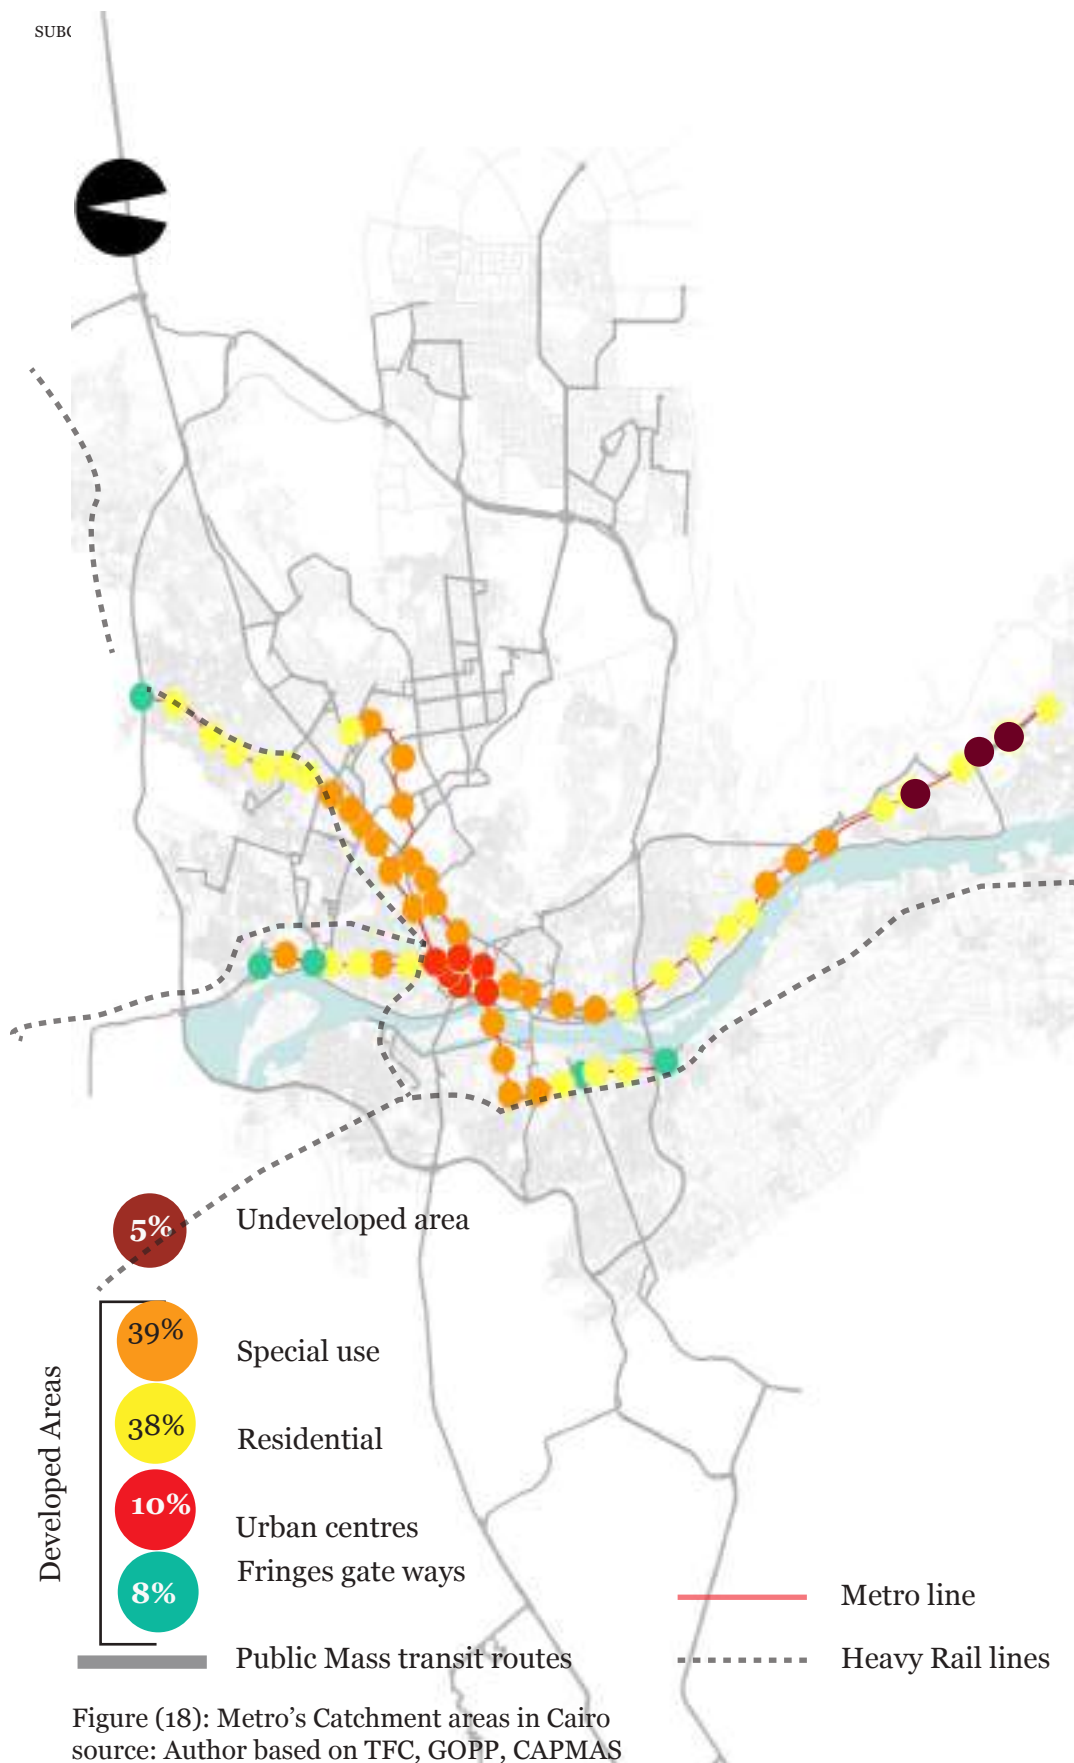 5%
Undeveloped area
Developed Areas
39%
Special use
38%
Residential
10%
Urban centres
Fringes gate ways
8%
Metro line
Public Mass transit routes
Heavy Rail lines
Figure (18): Metro's Catchment areas in Cairo
source: Author based on TFC, GOPP, CAPMAS